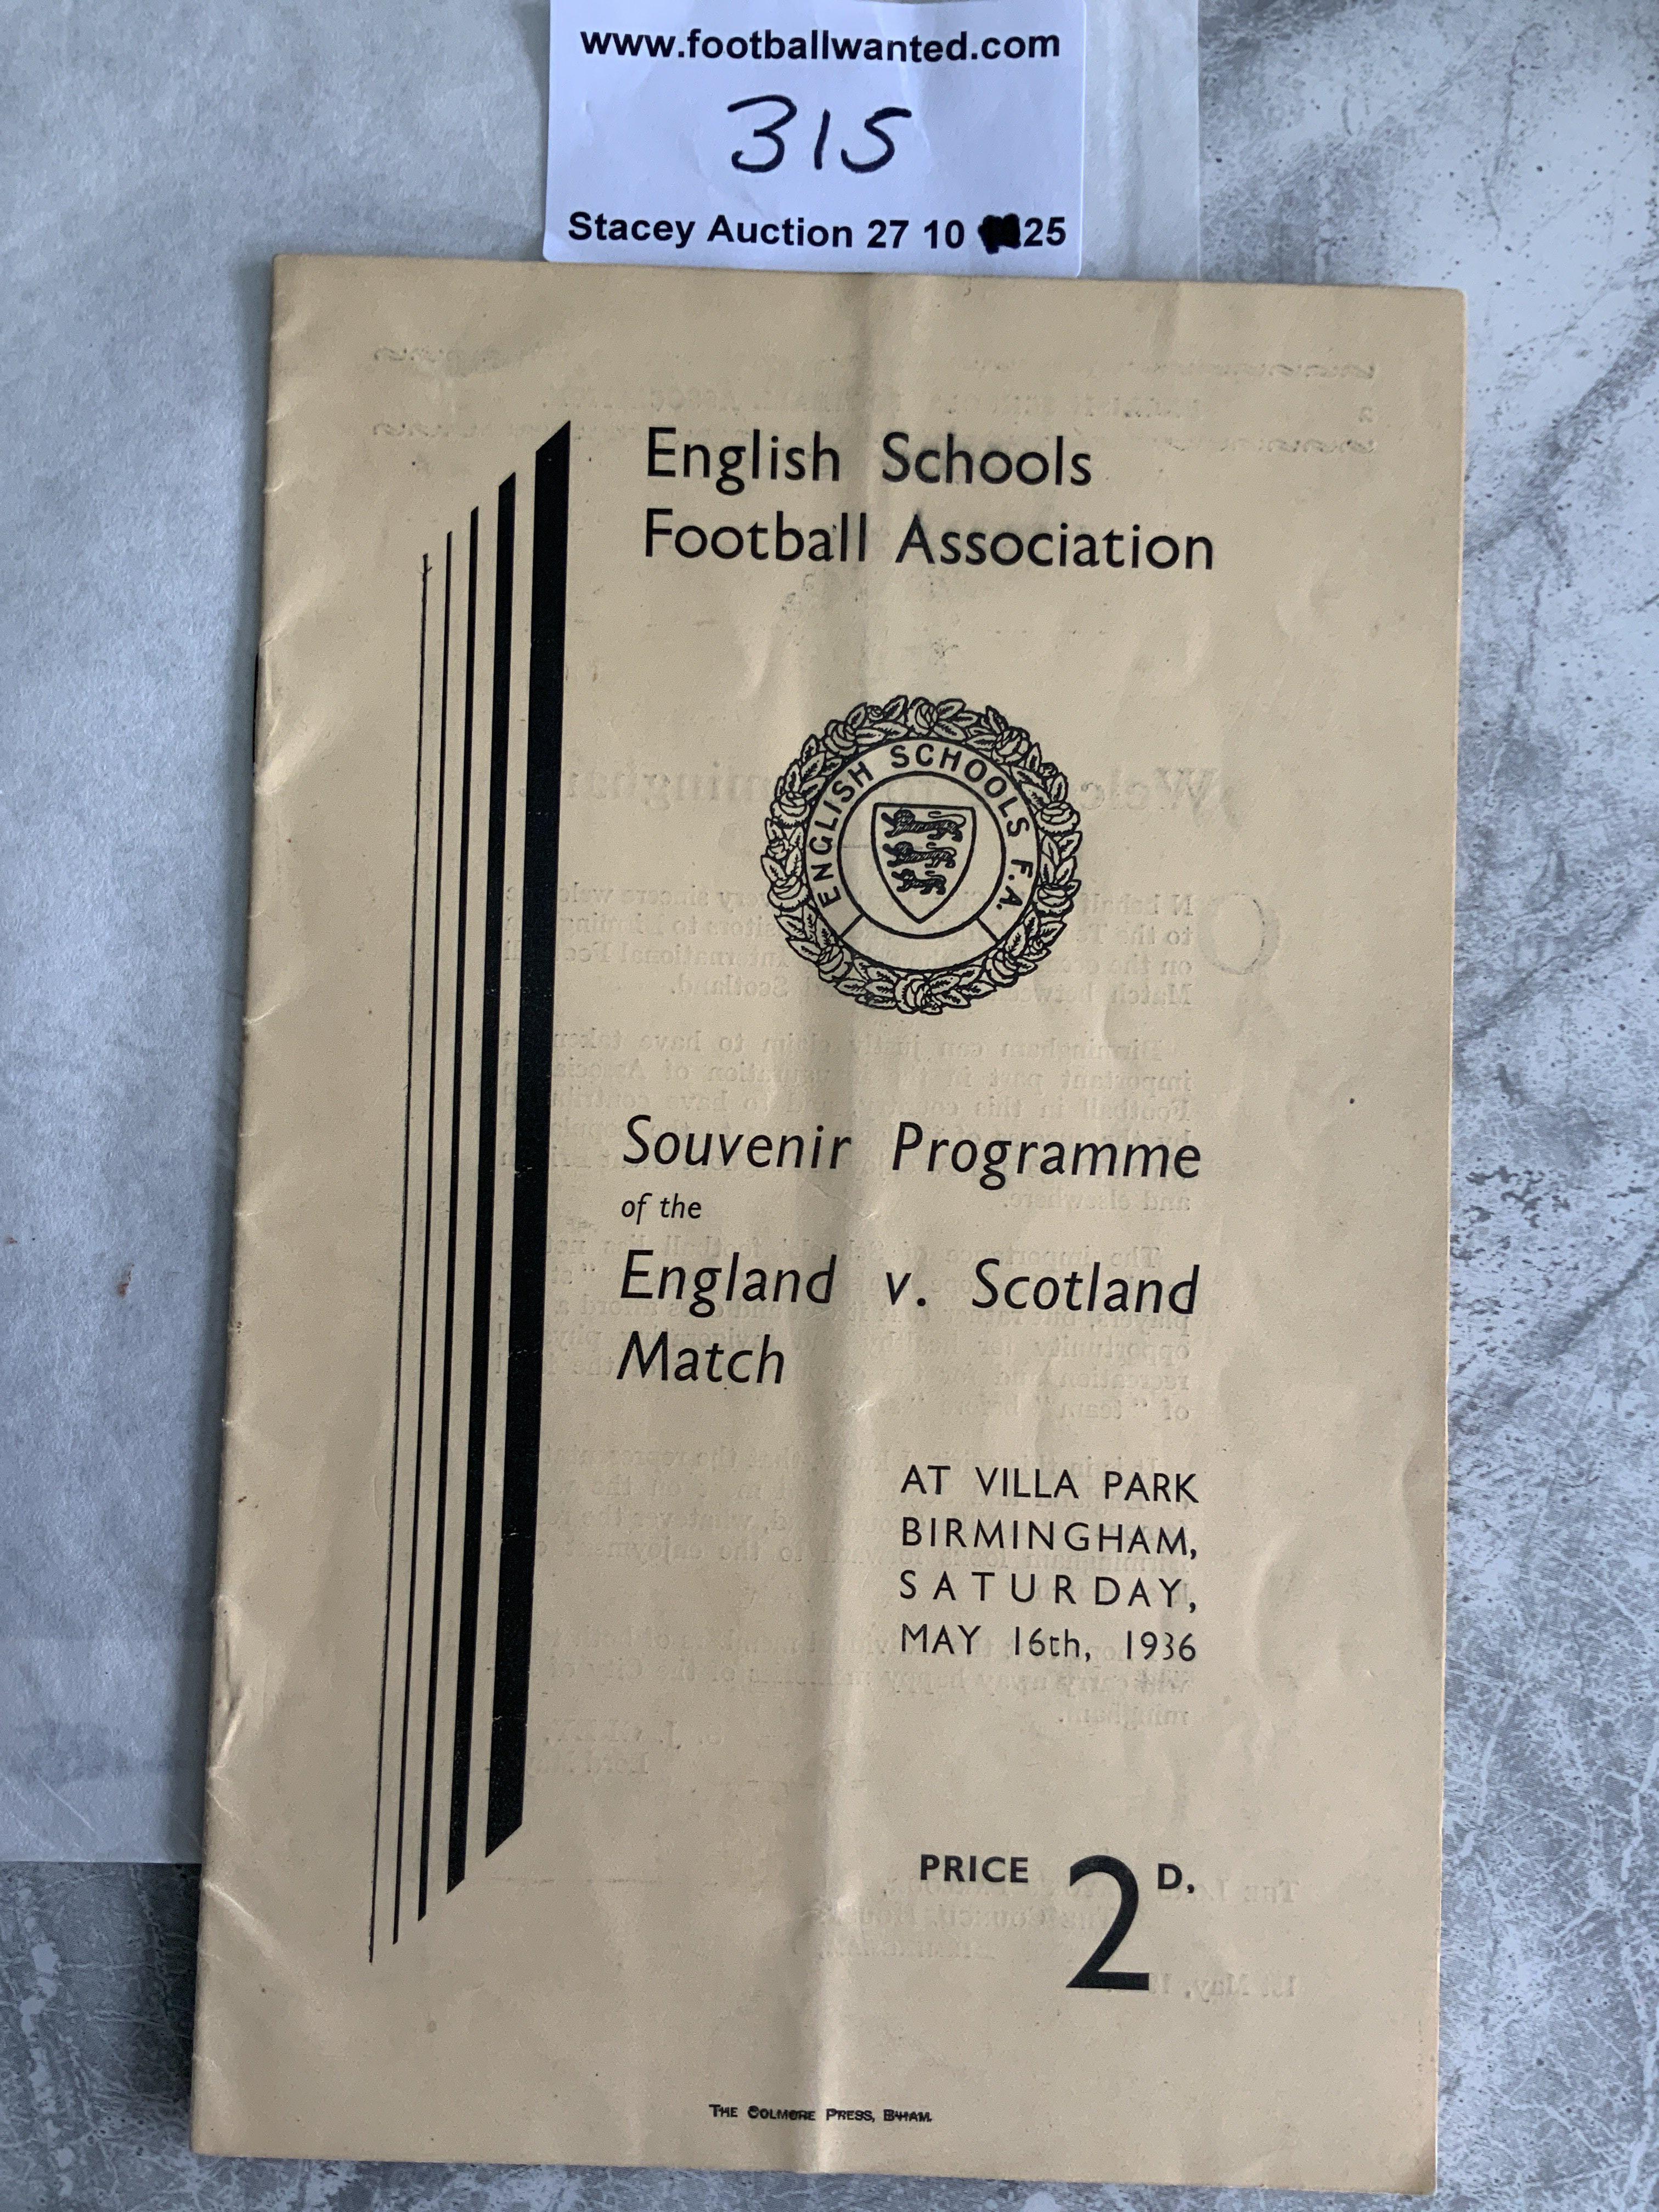 www.footballwanted.com
315
Stacey Auction 27 10 25
English Schools
Football Association
ENGLISH SCHOOLS F.A.
Souvenir Programme
of the
England v. Scotland
Match
AT VILLA PARK
BIRMINGHAM,
SATURDAY,
MAY 16th, 1936
PRICE 2D.
THE COLMORE PRESS, B'HAM.